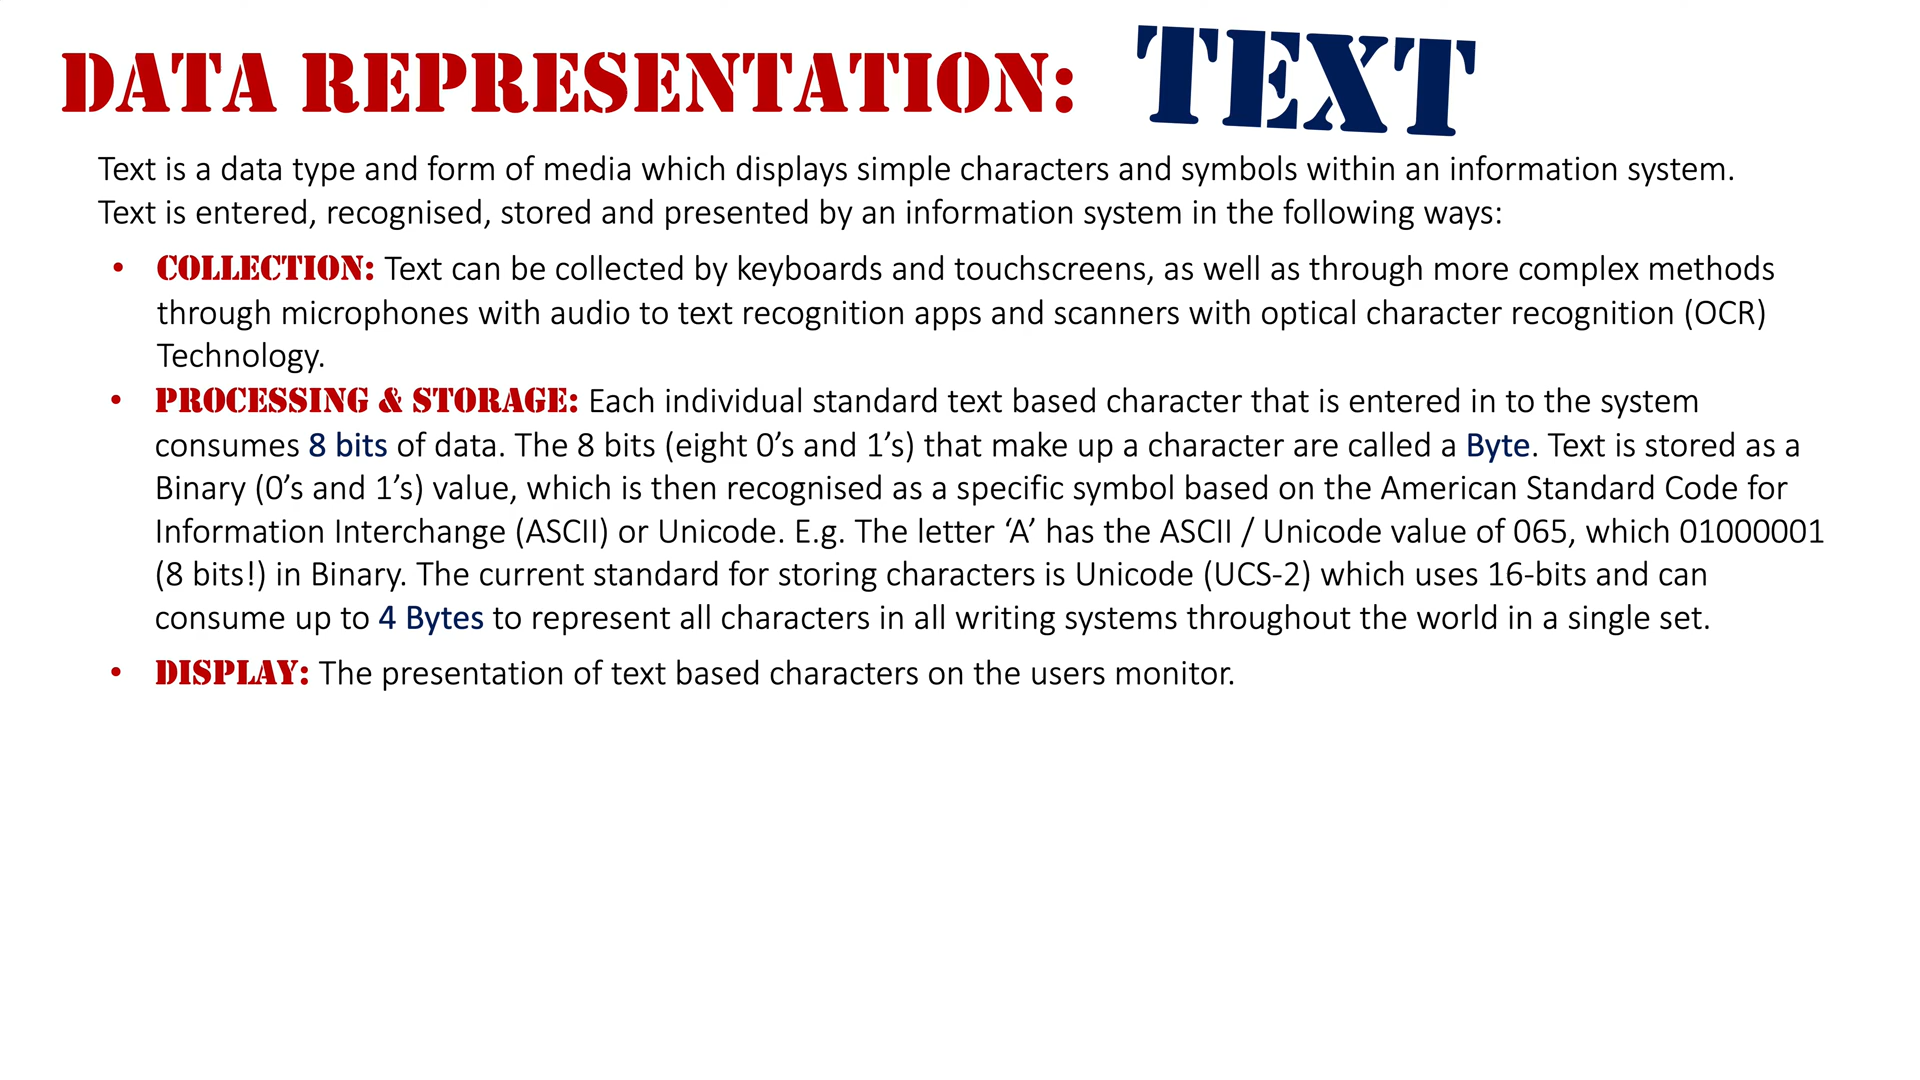 DATA REPRESENTATION: TEXT
Text is a data type and form of media which displays simple characters and symbols within an information system.
Text is entered, recognised, stored and presented by an information system in the following ways:
• COLLECTION: Text can be collected by keyboards and touchscreens, as well as through more complex methods
through microphones with audio to text recognition apps and scanners with optical character recognition (OCR)
Technology.
• PROCESSING & STORAGE: Each individual standard text based character that is entered in to the system
consumes 8 bits of data. The 8 bits (eight 0’s and 1’s) that make up a character are called a Byte. Text is stored as a
Binary (0’s and 1’s) value, which is then recognised as a specific symbol based on the American Standard Code for
Information Interchange (ASCII) or Unicode. E.g. The letter ‘A’ has the ASCII / Unicode value of 065, which 01000001
(8 bits!) in Binary. The current standard for storing characters is Unicode (UCS-2) which uses 16-bits and can
consume up to 4 Bytes to represent all characters in all writing systems throughout the world in a single set.
• DISPLAY: The presentation of text based characters on the users monitor.